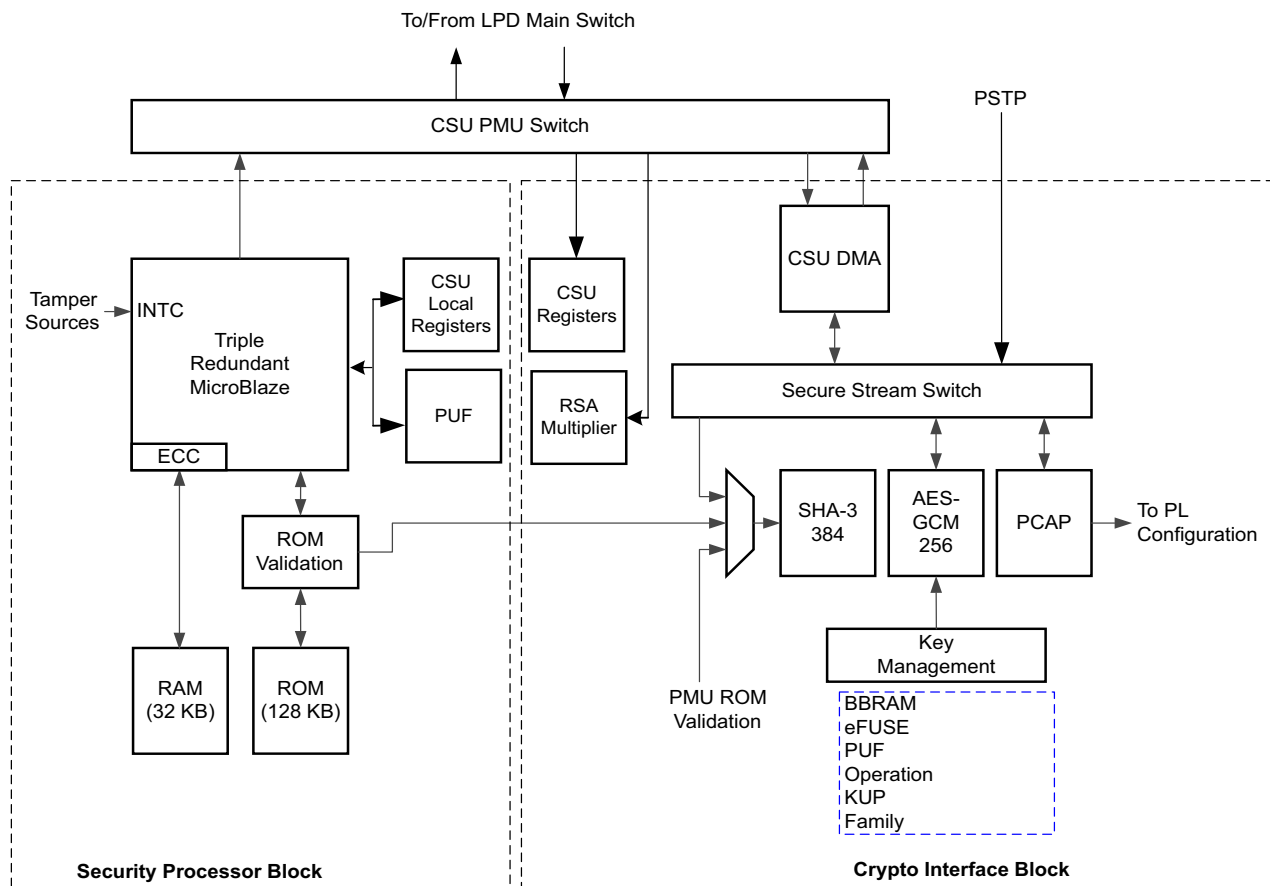 To/From LPD Main Switch
CSU PMU Switch
PSTP
Tamper
Sources
INTC
Triple
Redundant
MicroBlaze
ECC
CSU
Local
Registers
PUF
ROM
Validation
RAM
(32 KB)
ROM
(128 KB)
Security Processor Block
CSU
Registers
RSA
Multiplier
CSU DMA
Secure Stream Switch
SHA-3
384
AES-
GCM
256
PCAP
To PL
Configuration
Key
Management
PMU ROM
Validation
BBRAM
eFUSE
PUF
Operation
KUP
Family
Crypto Interface Block